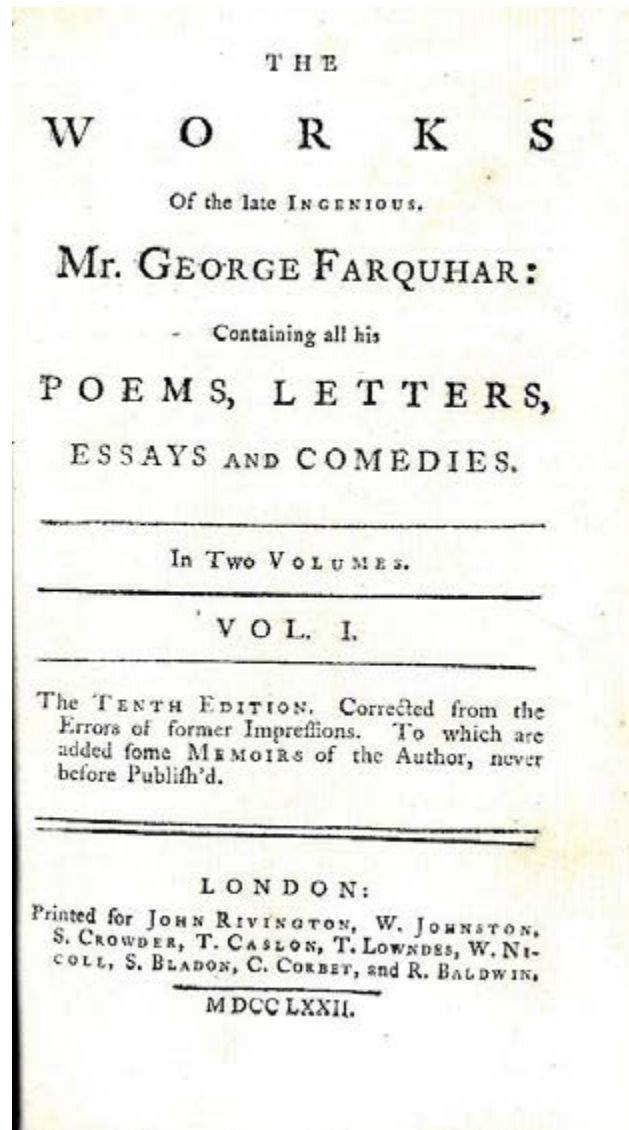 THE
WORKS
Of the late INGENIOUS.
Mr. GEORGE FARQUHAR:
Containing all his
POEMS, LETTERS,
ESSAYS AND COMEDIES.
In Two VOLUMES.
VOL. I.
The TENTH EDITION. Corrected from the
Errors of former Impreſſions. To which are
added ſome MEMOIRS of the Author, never
before Publiſh'd.
LONDON:
Printed for JOHN RIVINGTON, W. JOHNSTON,
S. CROWDER, T. CASLON, T. LOWNDES, W. NI-
COLL, S. BLADON, C. CORBET, and R. BALDWIN,
MDCCLXXII.